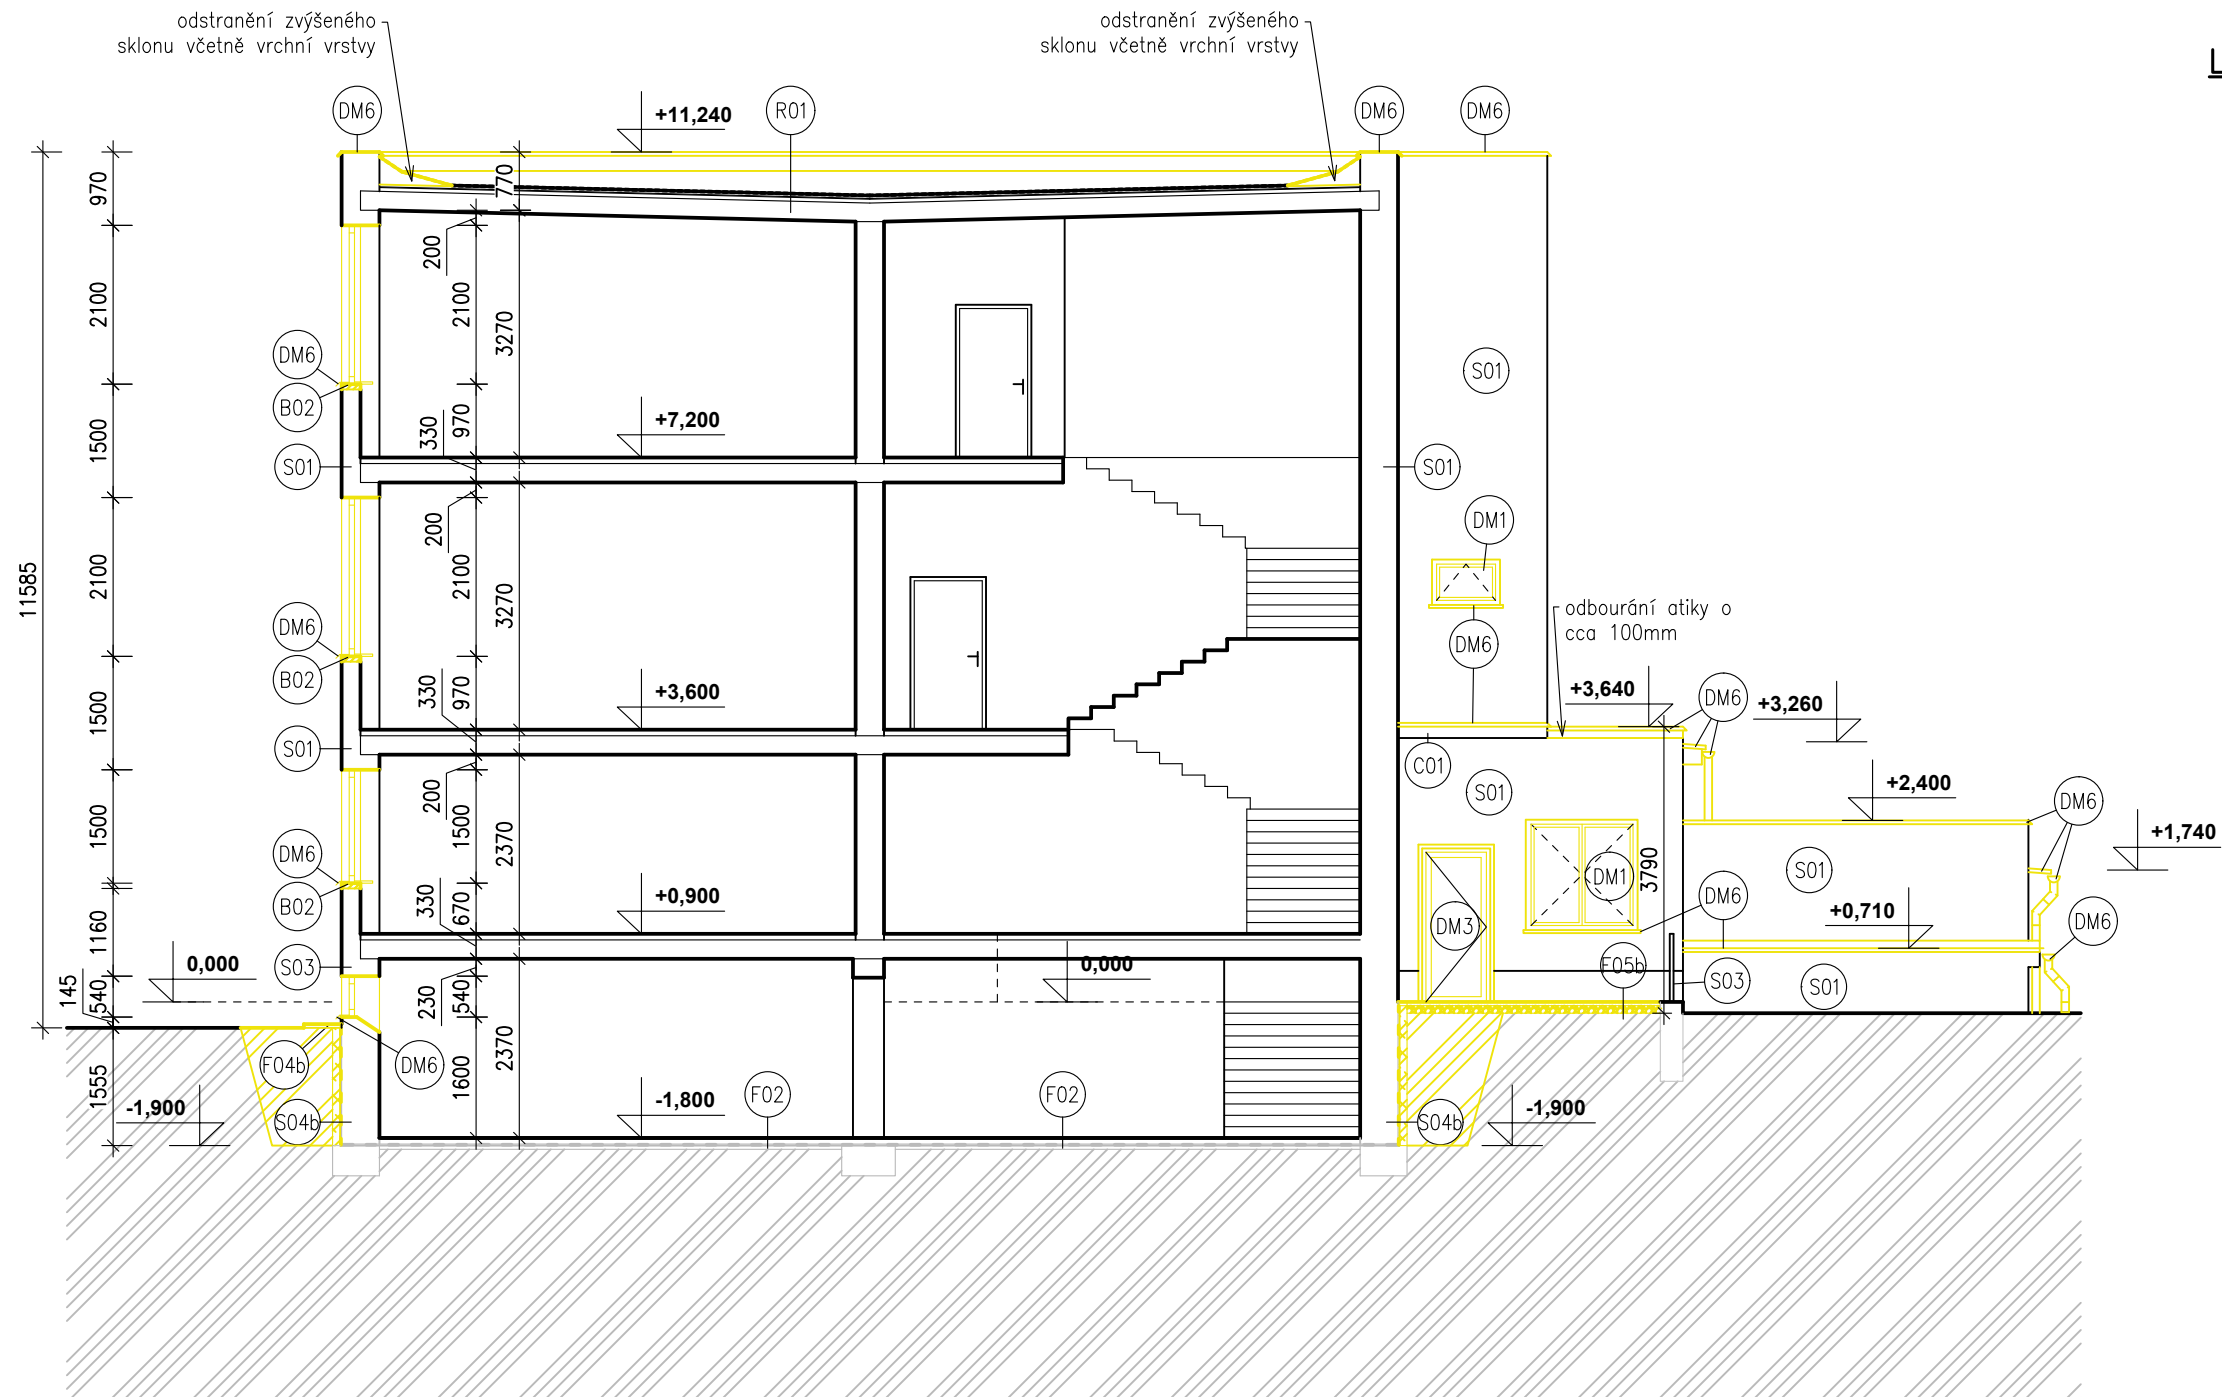 odstranění zvýšeného
sklonu včetně vrchní vrstvy
odstranění zvýšeného
sklonu včetně vrchní vrstvy
L
DM6
+11,240
R01
DM6
DM6
970
770
200
2100
2100
3270
DM6
B02
S01
1500
330
970
+7,200
S01
S01
S01
200
DM1
11585
2100
2100
3270
odbourání atiky o
cca 100mm
DM6
B02
DM6
1500
330
970
+3,600
+3,640
DM6
+3,260
S01
C01
S01
200
+2,400
DM6
1500
1500
2370
+1,740
DM6
B02
DM1
3790
S01
330
670
+0,900
DM3
DM6
+0,710
DM6
1160
S03
0,000
0,000
F05b
S03
S01
145
540
230
540
F04b
DM6
1555
1600
2370
-1,900
-1,800
F02
F02
-1,900
S04b
S04b